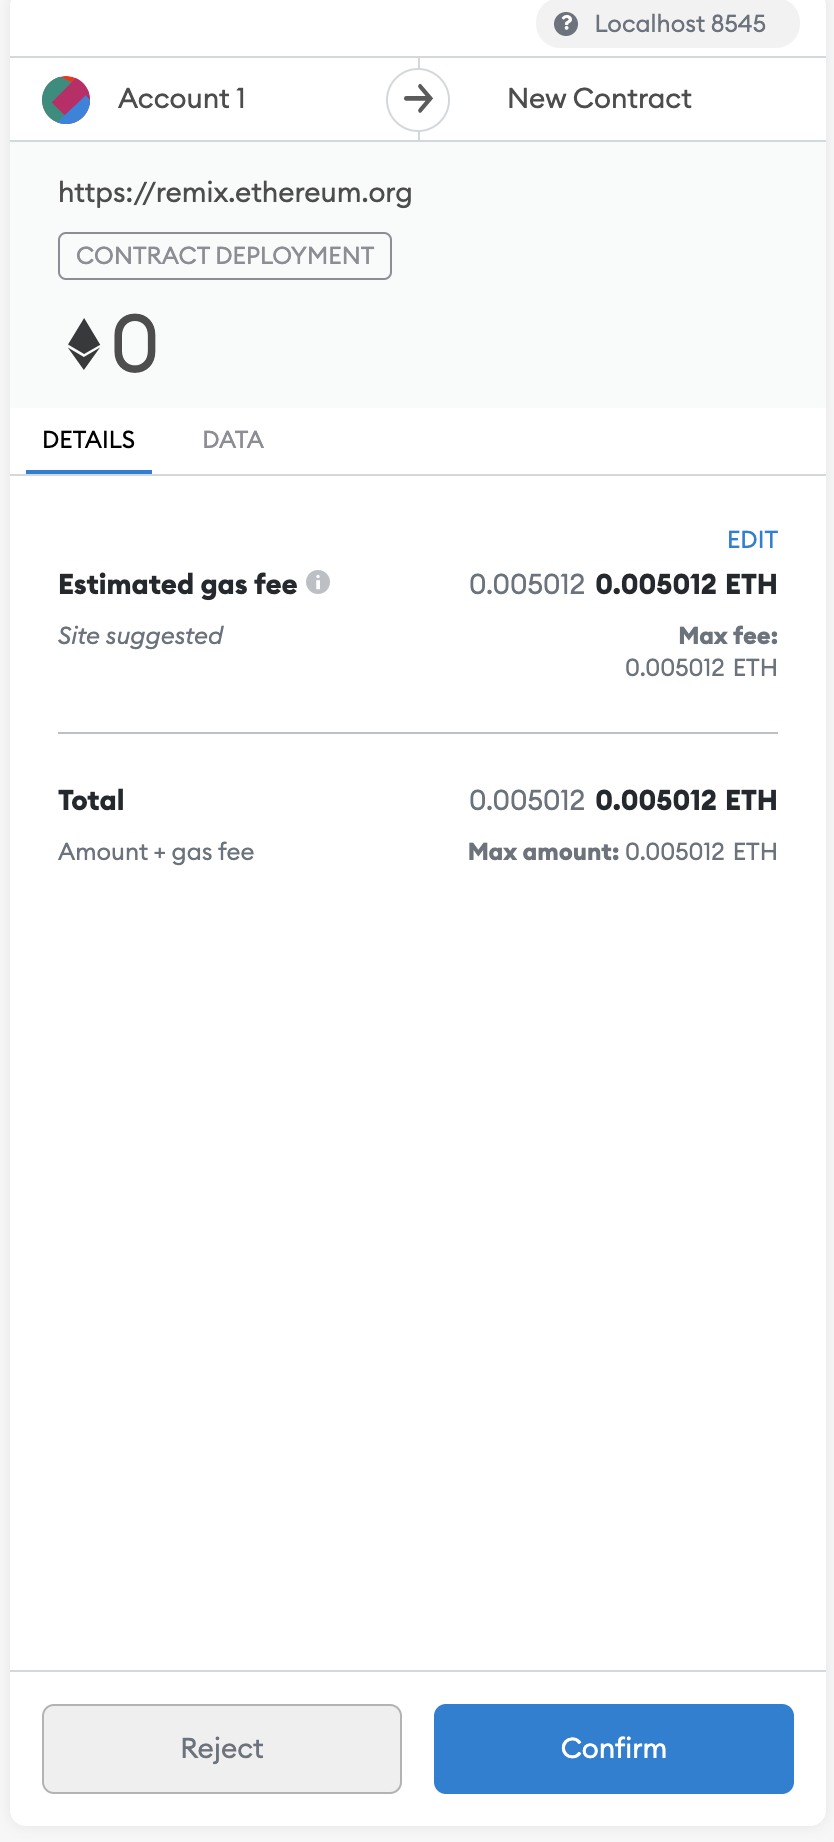 Localhost 8545
Account 1
New Contract
https://remix.ethereum.org
CONTRACT DEPLOYMENT
0
DETAILS DATA
EDIT
Estimated gas fee 0.005012 0.005012 ETH
Site suggested Max fee:
0.005012 ETH
Total 0.005012 0.005012 ETH
Amount + gas fee Max amount: 0.005012 ETH
Reject Confirm